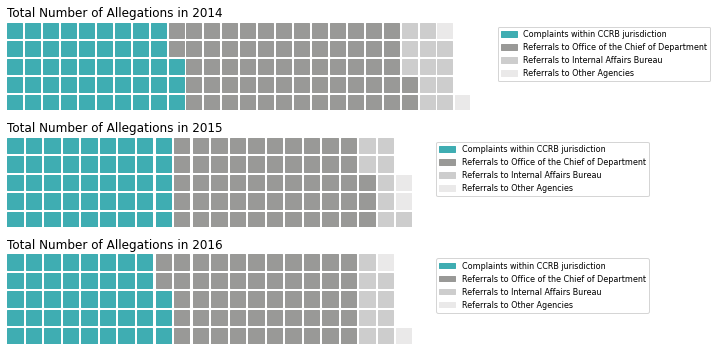 Total Number of Allegations in 2014
Complaints within CCRB jurisdiction
Referrals to Office of the Chief of Department
Referrals to Internal Affairs Bureau
Referrals to Other Agencies
Total Number of Allegations in 2015
Complaints within CCRB jurisdiction
Referrals to Office of the Chief of Department
Referrals to Internal Affairs Bureau
Referrals to Other Agencies
Total Number of Allegations in 2016
Complaints within CCRB jurisdiction
Referrals to Office of the Chief of Department
Referrals to Internal Affairs Bureau
Referrals to Other Agencies